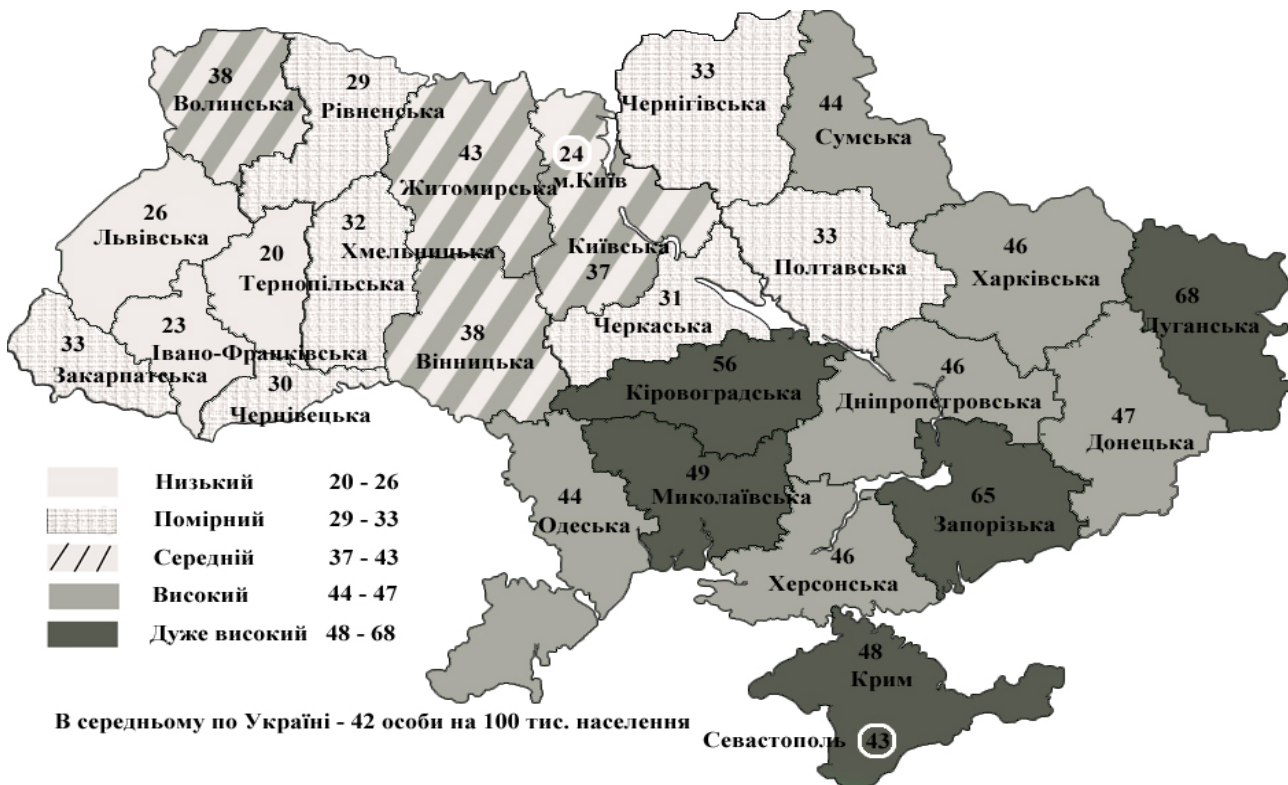 38
Волинська
29
Рівненська
43
Житомирська
24
м.Київ
33
Чернігівська
44
Сумська
26
Львівська
20
Тернопільська
32
Хмельницька
Київська
37
33
Полтавська
46
Харківська
68
Луганська
33
Закарпатська
23
Івано-Франківська
30
Чернівецька
38
Вінницька
31
Черкаська
56
Кіровоградська
46
Дніпропетровська
47
Донецька
44
Одеська
49
Миколаївська
65
Запорізька
46
Херсонська
48
Крим
Севастополь 43
Низький 20 - 26
Помірний 29 - 33
Середній 37 - 43
Високий 44 - 47
Дуже високий 48 - 68
В середньому по Україні - 42 особи на 100 тис. населення